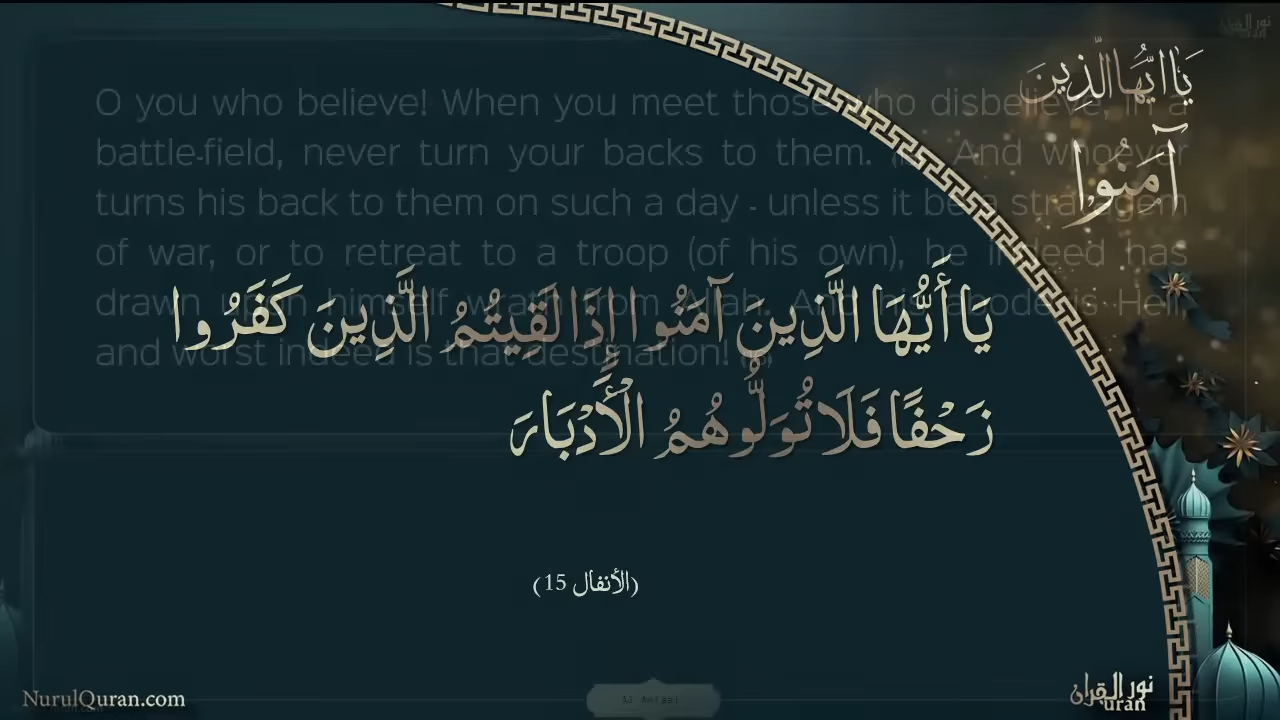 يَا أَيُّهَا الَّذِينَ
آمَنُوا
O you who believe! When you meet those who disbelieve, in a
battle-field, never turn your backs to them. And whoever
turns his back to them on such a day - unless it be a
of war, or to retreat to a troop (of his own), he indeed has
drawn upon himself wrath from Allah. And his abode is Hell,
and worst indeed is that destination!
يَا أَيُّهَا الَّذِينَ آمَنُوا إِذَا لَقِيتُمُ الَّذِينَ كَفَرُوا
زَحْفًا فَلَا تُوَلُّوهُمُ الْأَدْبَارَ
(الأنفال 15)
NurulQuran.com
نور القران
uran